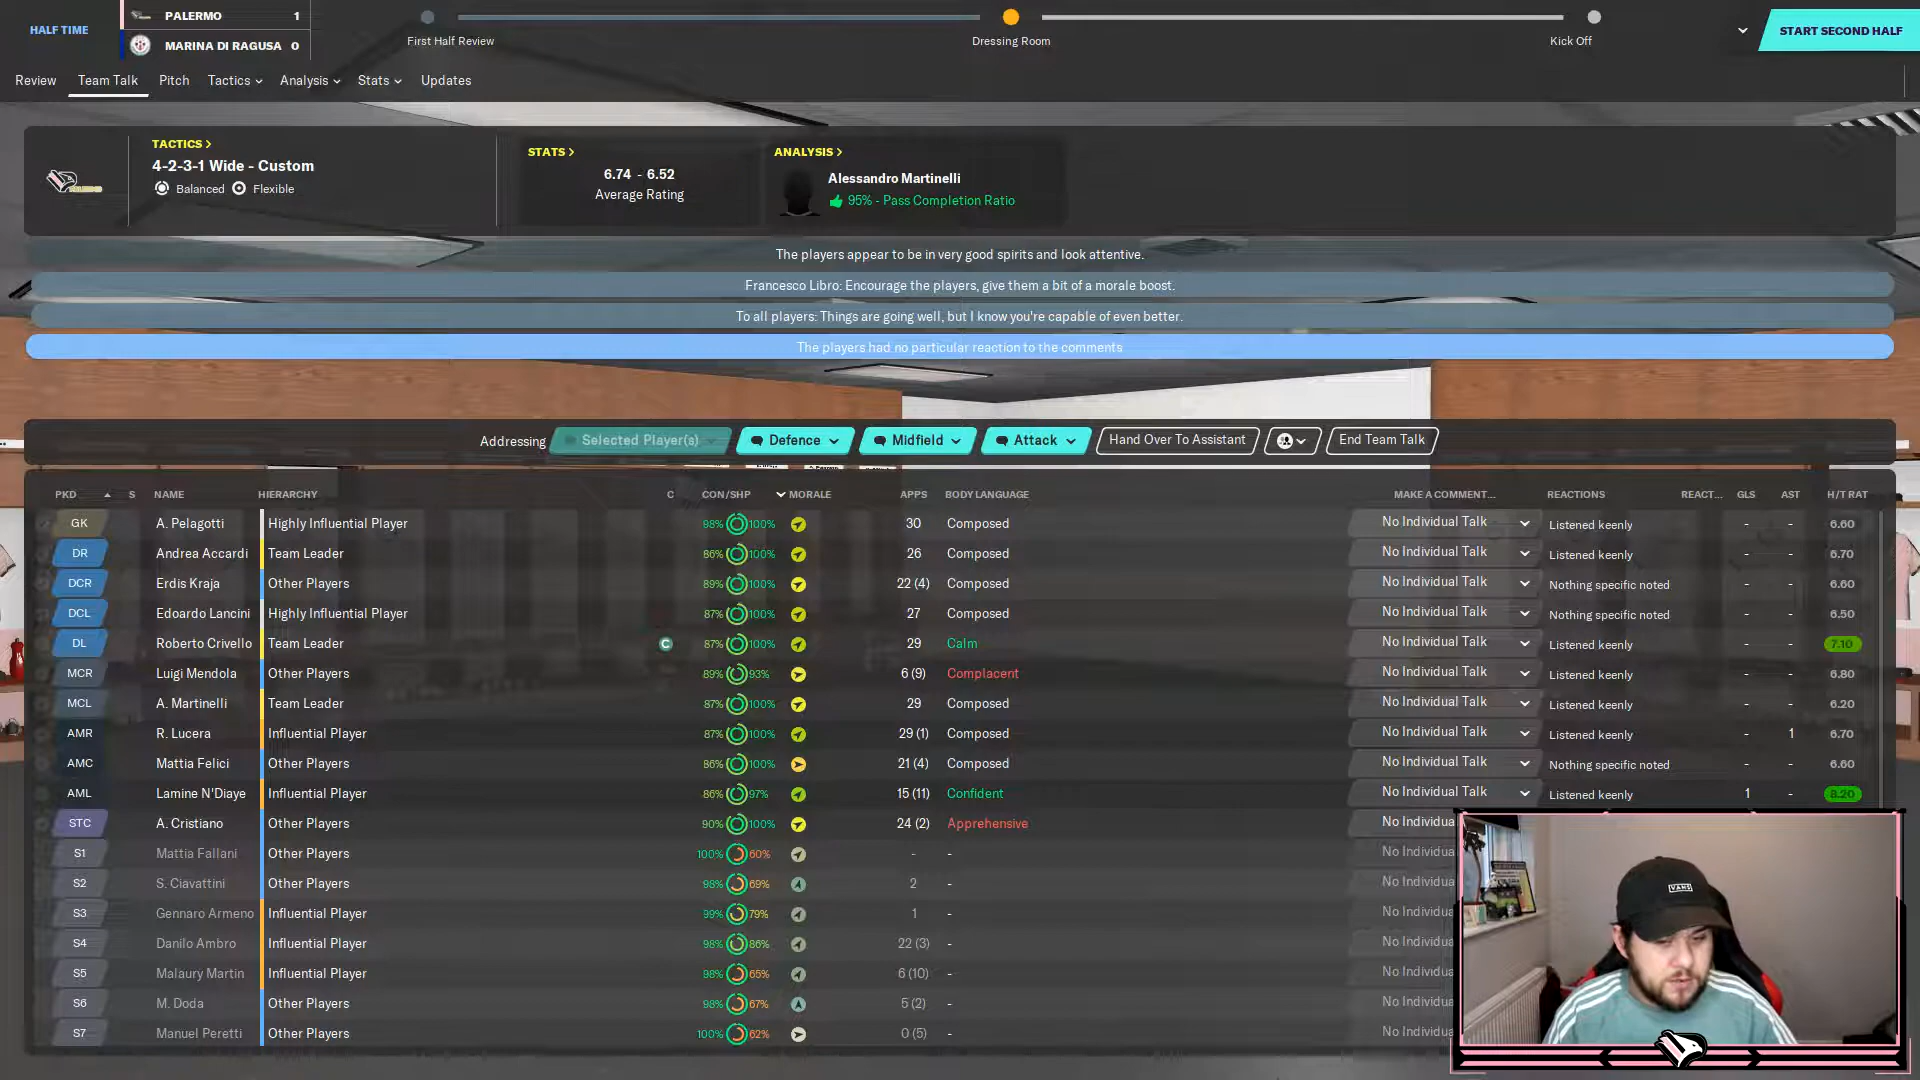 HALF TIME
PALERMO 1
MARINA DI RAGUSA 0
First Half Review
Dressing Room
Kick Off
START SECOND HALF
Review Team Talk Pitch Tactics Analysis Stats Updates
TACTICS >
4-2-3-1 Wide - Custom
Balanced Flexible
STATS >
6.74 - 6.52
Average Rating
ANALYSIS >
Alessandro Martinelli
95% - Pass Completion Ratio
The players appear to be in very good spirits and look attentive.
Francesco Libro: Encourage the players, give them a bit of a morale boost.
To all players: Things are going well, but I know you're capable of even better.
The players had no particular reaction to the comments
Addressing Selected Player(s) Defence Midfield Attack Hand Over To Assistant End Team Talk
PKD S NAME HIERARCHY C CON/SHP MORALE APPS BODY LANGUAGE MAKE A COMMENT... REACTIONS REACT... GLS AST H/T RAT
GK A. Pelagotti Highly Influential Player 98% 100% 30 Composed No Individual Talk Listened keenly - - 6.60
DR Andrea Accardi Team Leader 86% 100% 26 Composed No Individual Talk Listened keenly - - 6.70
DCR Erdis Kraja Other Players 89% 100% 22 (4) Composed No Individual Talk Nothing specific noted - - 6.60
DCL Edoardo Lancini Highly Influential Player 87% 100% 27 Composed No Individual Talk Nothing specific noted - - 6.50
DL Roberto Crivello Team Leader C 87% 100% 29 Calm No Individual Talk Listened keenly - - 7.10
MCR Luigi Mendola Other Players 89% 93% 6 (9) Complacent No Individual Talk Listened keenly - - 6.80
MCL A. Martinelli Team Leader 87% 100% 29 Composed No Individual Talk Listened keenly - - 6.20
AMR R. Lucera Influential Player 87% 100% 29 (1) Composed No Individual Talk Listened keenly - 1 6.70
AMC Mattia Felici Other Players 86% 100% 21 (4) Composed No Individual Talk Nothing specific noted - - 6.60
AML Lamine N'Diaye Influential Player 86% 97% 15 (11) Confident No Individual Talk Listened keenly 1 - 8.20
STC A. Cristiano Other Players 90% 100% 24 (2) Apprehensive No Individua
S1 Mattia Fallani Other Players 100% 60% - - No Individua
S2 S. Ciavattini Other Players 98% 69% 2 - No Individua
S3 Gennaro Armeno Influential Player 99% 79% 1 - No Individua
S4 Danilo Ambro Influential Player 98% 86% 22 (3) - No Individua
S5 Malaury Martin Influential Player 98% 65% 6 (10) - No Individua
S6 M. Doda Other Players 98% 67% 5 (2) - No Individua
S7 Manuel Peretti Other Players 100% 62% 0 (5) - No Individua
VANS